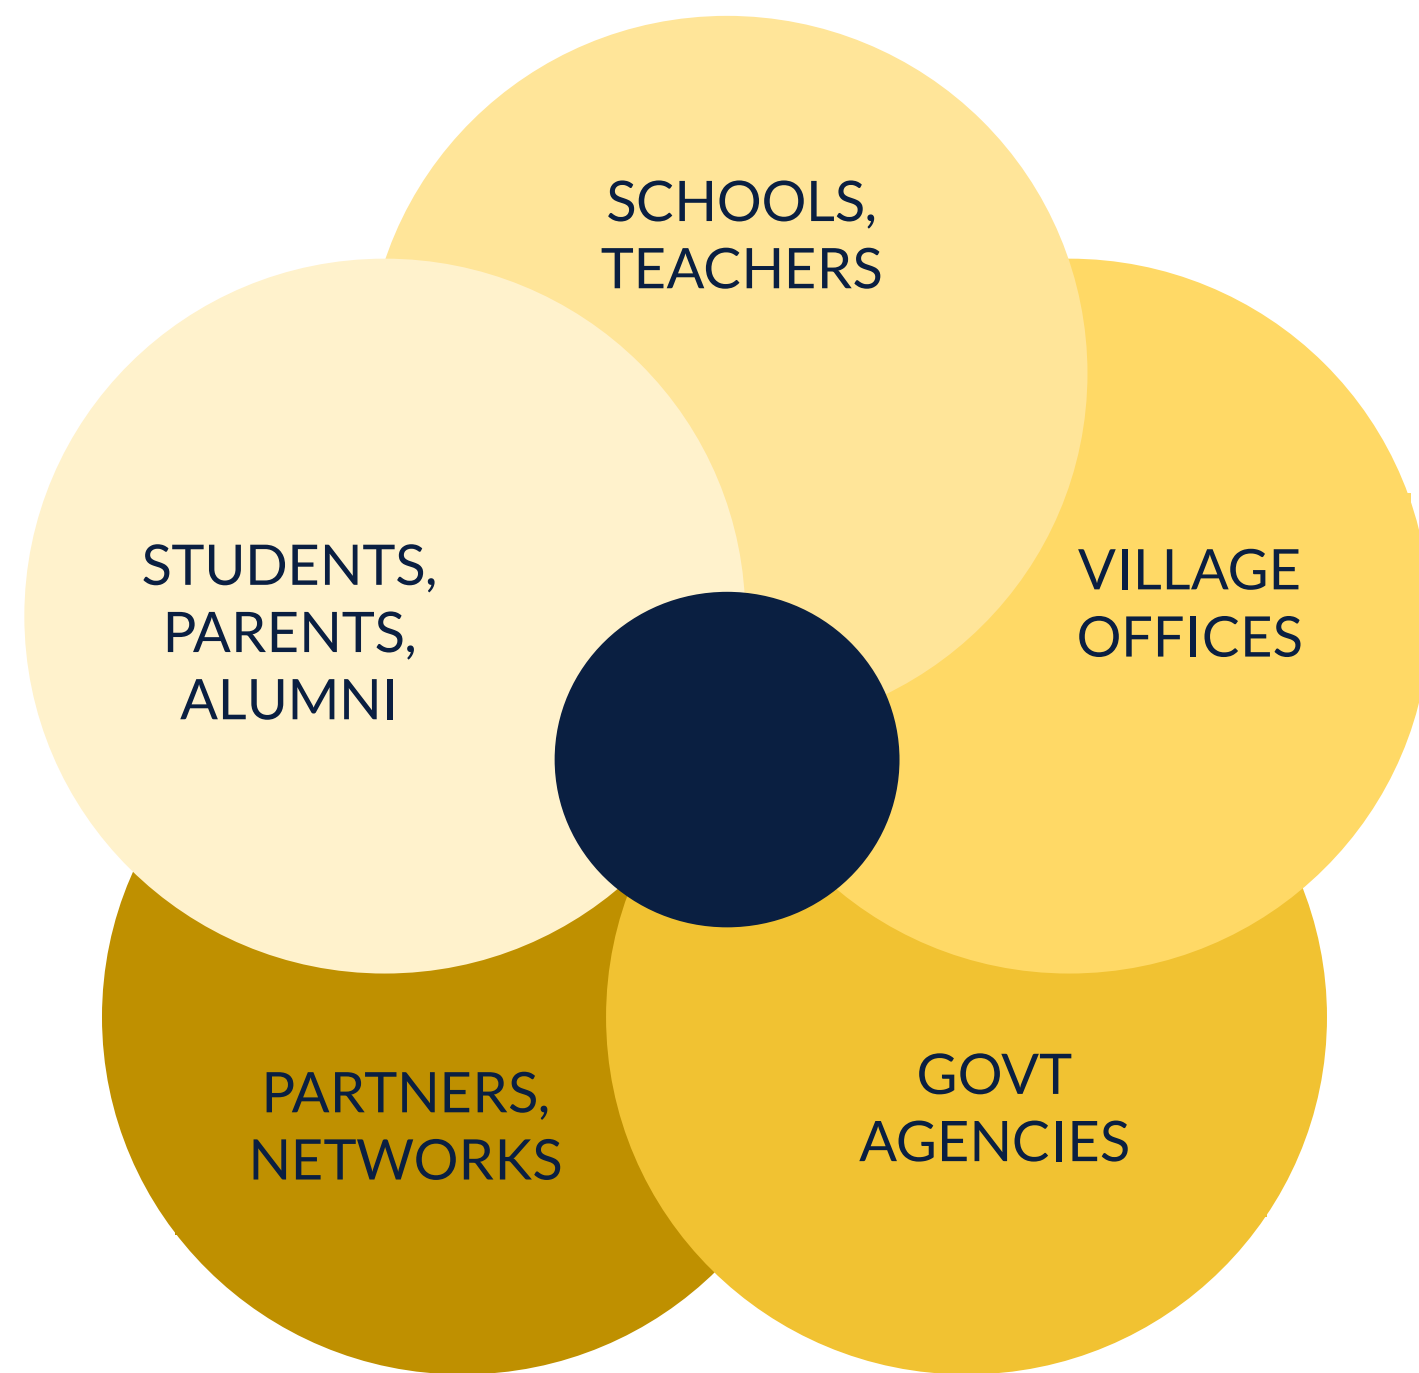 SCHOOLS,
TEACHERS
STUDENTS,
PARENTS,
ALUMNI
VILLAGE
OFFICES
PARTNERS,
NETWORKS
GOVT
AGENCIES